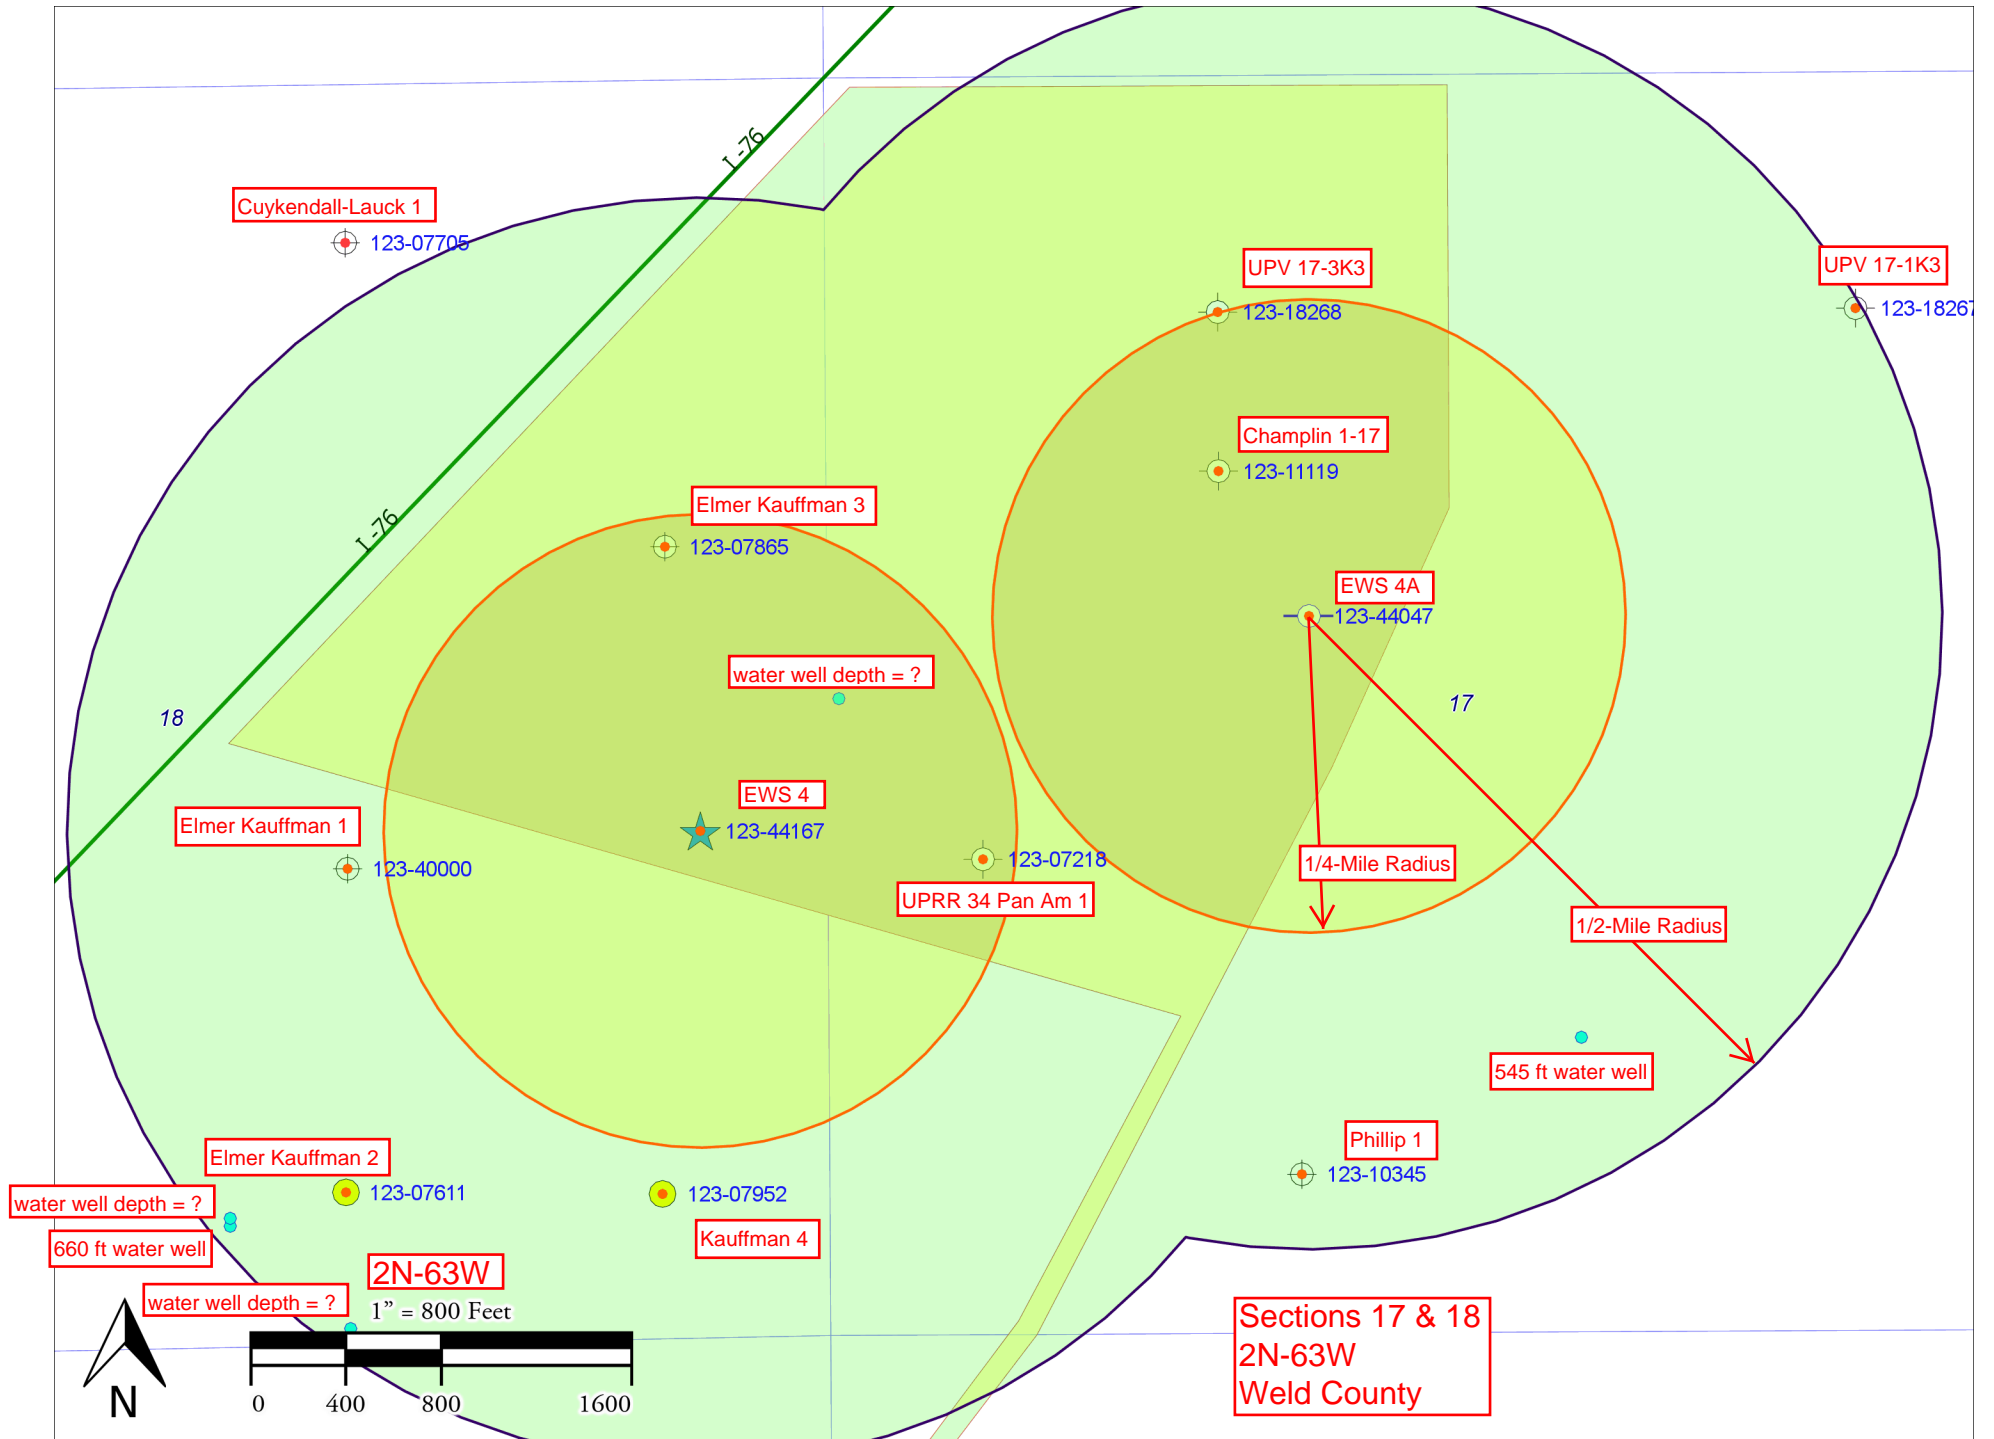 I-76
Cuykendall-Lauck 1
123-07705
UPV 17-3K3
123-18268
UPV 17-1K3
123-18267
Champlin 1-17
123-11119
Elmer Kauffman 3
123-07865
I-76
EWS 4A
123-44047
water well depth = ?
18
17
EWS 4
123-44167
Elmer Kauffman 1
123-40000
123-07218
UPRR 34 Pan Am 1
1/4-Mile Radius
1/2-Mile Radius
545 ft water well
Phillip 1
123-10345
Elmer Kauffman 2
123-07611
123-07952
Kauffman 4
water well depth = ?
660 ft water well
2N-63W
water well depth = ?
1” = 800 Feet
N
0 400 800 1600
Sections 17 & 18
2N-63W
Weld County